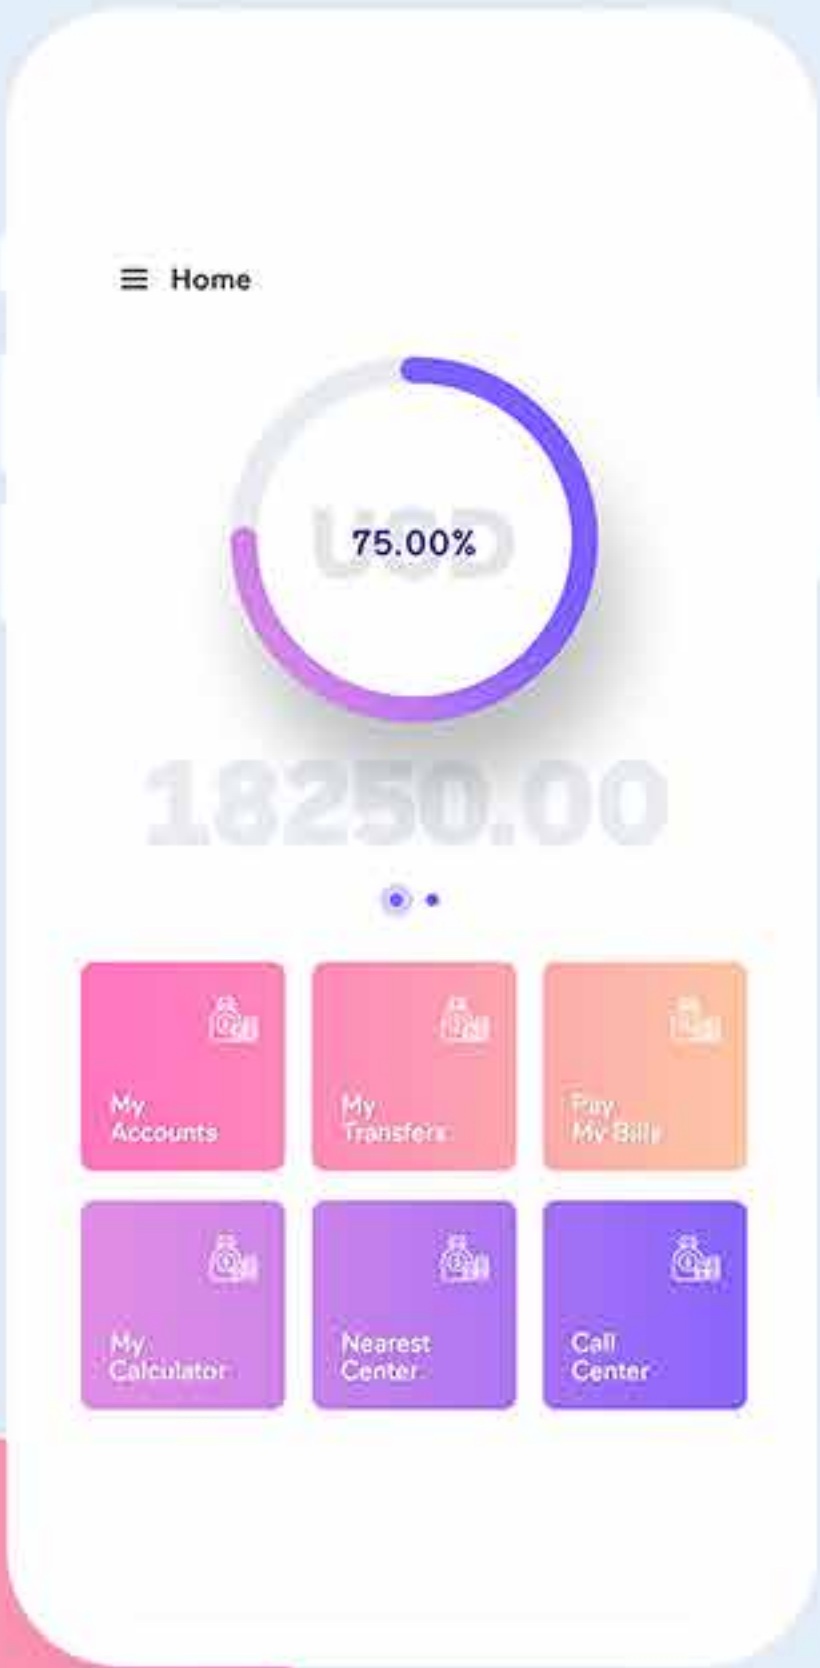 Home
USD
75.00%
18250.00
My
Accounts
My
Transfers
Pay
My Bills
My
Calculator
Nearest
Center
Call
Center